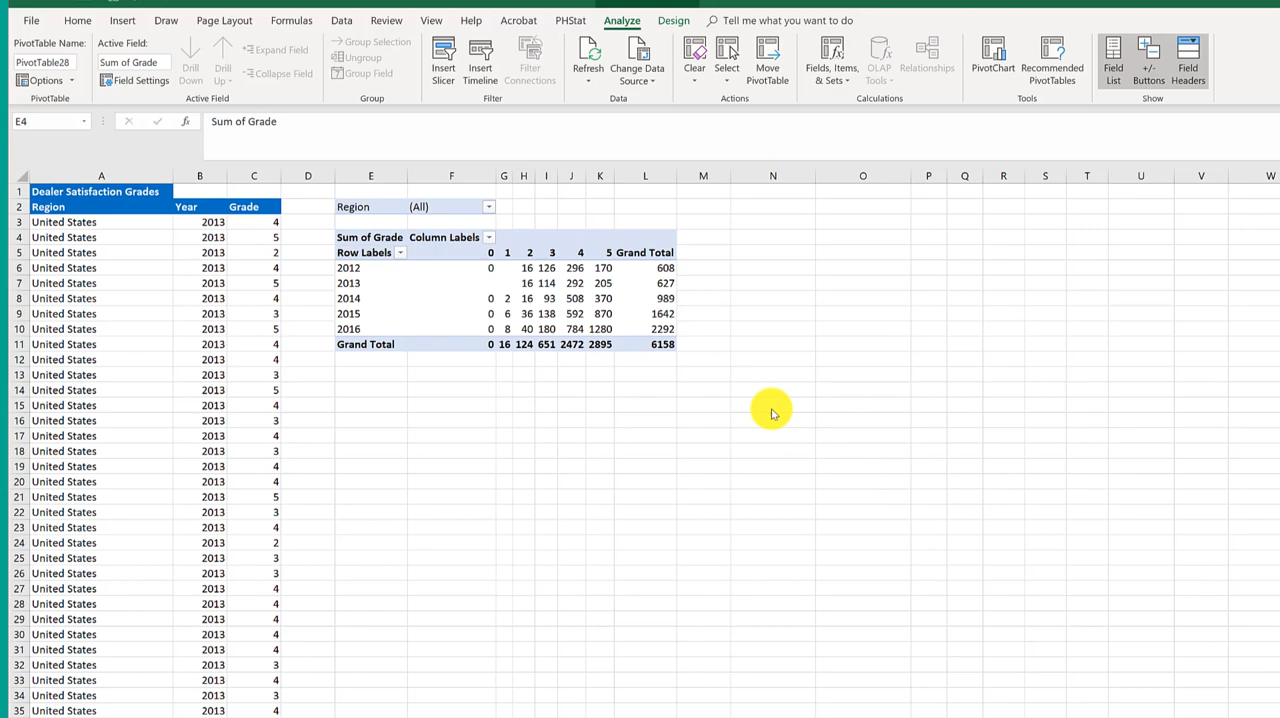 File Home Insert Draw Page Layout Formulas Data Review View Help Acrobat PHStat Analyze Design Tell me what you want to do
PivotTable Name:
PivotTable28
Options
PivotTable
Active Field:
Sum of Grade
Field Settings
Drill Down
Drill Up
Expand Field
Collapse Field
Active Field
Group Selection
Ungroup
Group Field
Group
Insert Slicer
Insert Timeline
Filter Connections
Filter
Refresh
Change Data Source
Data
Clear
Select
Move PivotTable
Actions
Fields, Items, & Sets
OLAP Tools
Relationships
Calculations
PivotChart
Recommended PivotTables
Tools
Field List
+/- Buttons
Field Headers
Show
E4 fx Sum of Grade
A B C D E F G H I J K L M N O P Q R S T U V W
1 Dealer Satisfaction Grades
2 Region Year Grade Region (All)
3 United States 2013 4
4 United States 2013 5 Sum of Grade Column Labels
5 United States 2013 2 Row Labels 0 1 2 3 4 5 Grand Total
6 United States 2013 4 2012 0 16 126 296 170 608
7 United States 2013 5 2013 16 114 292 205 627
8 United States 2013 4 2014 0 2 16 93 508 370 989
9 United States 2013 3 2015 0 6 36 138 592 870 1642
10 United States 2013 5 2016 0 8 40 180 784 1280 2292
11 United States 2013 4 Grand Total 0 16 124 651 2472 2895 6158
12 United States 2013 4
13 United States 2013 3
14 United States 2013 5
15 United States 2013 4
16 United States 2013 3
17 United States 2013 4
18 United States 2013 3
19 United States 2013 4
20 United States 2013 4
21 United States 2013 5
22 United States 2013 3
23 United States 2013 4
24 United States 2013 2
25 United States 2013 3
26 United States 2013 3
27 United States 2013 4
28 United States 2013 4
29 United States 2013 4
30 United States 2013 4
31 United States 2013 4
32 United States 2013 3
33 United States 2013 4
34 United States 2013 3
35 United States 2013 4